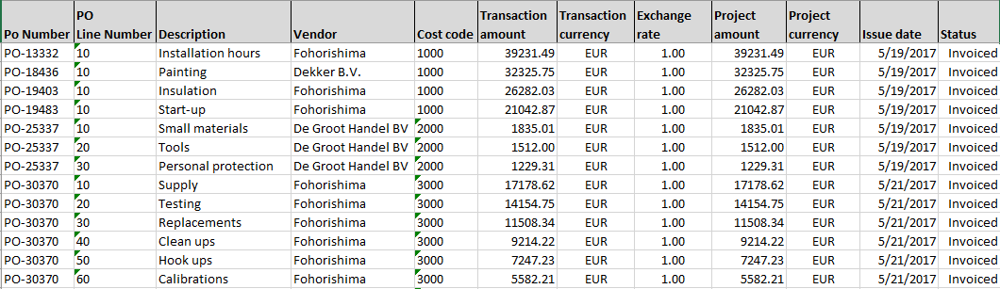 Po Number PO Line Number Description Vendor Cost code Transaction amount Transaction currency Exchange rate Project amount Project currency Issue date Status
PO-13332 10 Installation hours Fohorishima 1000 39231.49 EUR 1.00 39231.49 EUR 5/19/2017 Invoiced
PO-18436 10 Painting Dekker B.V. 1000 32325.75 EUR 1.00 32325.75 EUR 5/19/2017 Invoiced
PO-19403 10 Insulation Fohorishima 1000 26282.03 EUR 1.00 26282.03 EUR 5/19/2017 Invoiced
PO-19483 10 Start-up Fohorishima 1000 21042.87 EUR 1.00 21042.87 EUR 5/19/2017 Invoiced
PO-25337 10 Small materials De Groot Handel BV 2000 1835.01 EUR 1.00 1835.01 EUR 5/19/2017 Invoiced
PO-25337 20 Tools De Groot Handel BV 2000 1512.00 EUR 1.00 1512.00 EUR 5/19/2017 Invoiced
PO-25337 30 Personal protection De Groot Handel BV 2000 1229.31 EUR 1.00 1229.31 EUR 5/19/2017 Invoiced
PO-30370 10 Supply Fohorishima 3000 17178.62 EUR 1.00 17178.62 EUR 5/21/2017 Invoiced
PO-30370 20 Testing Fohorishima 3000 14154.75 EUR 1.00 14154.75 EUR 5/21/2017 Invoiced
PO-30370 30 Replacements Fohorishima 3000 11508.34 EUR 1.00 11508.34 EUR 5/21/2017 Invoiced
PO-30370 40 Clean ups Fohorishima 3000 9214.22 EUR 1.00 9214.22 EUR 5/21/2017 Invoiced
PO-30370 50 Hook ups Fohorishima 3000 7247.23 EUR 1.00 7247.23 EUR 5/21/2017 Invoiced
PO-30370 60 Calibrations Fohorishima 3000 5582.21 EUR 1.00 5582.21 EUR 5/21/2017 Invoiced